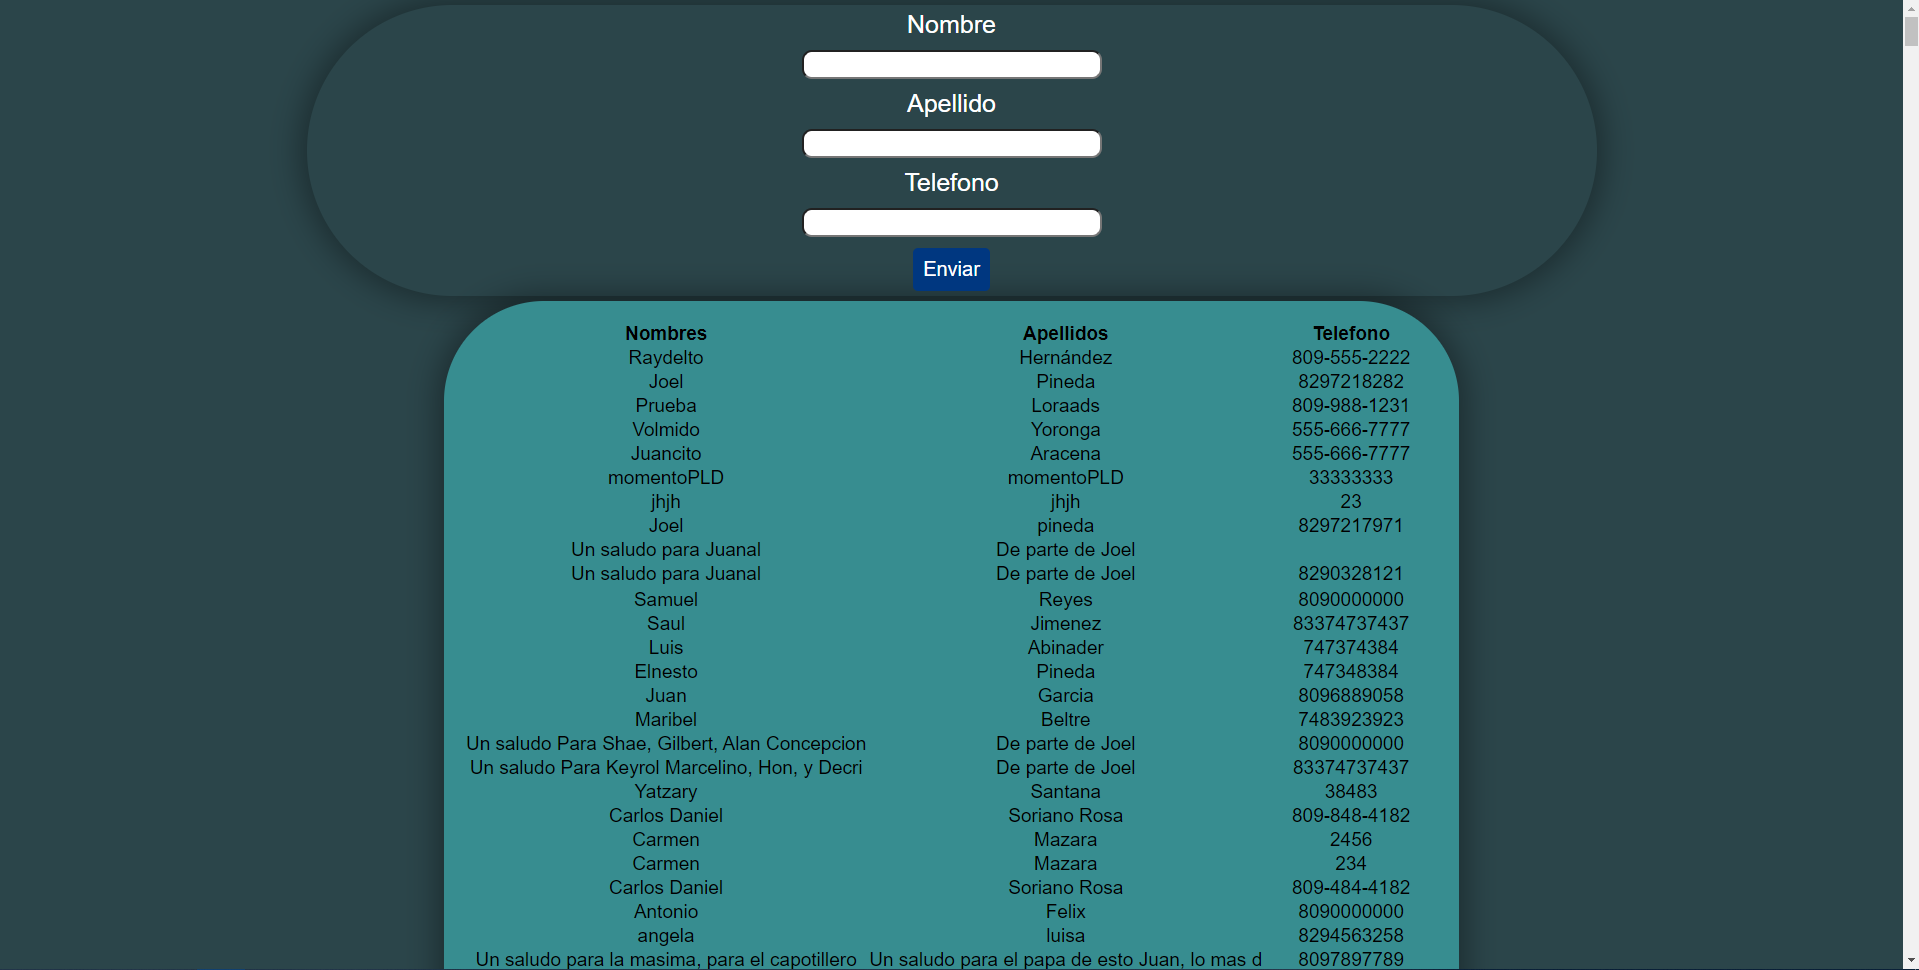 Nombre
Apellido
Telefono
Enviar
Nombres Apellidos Telefono
Raydelto Hernández 809-555-2222
Joel Pineda 8297218282
Prueba Loraads 809-988-1231
Volmido Yoronga 555-666-7777
Juancito Aracena 555-666-7777
momentoPLD momentoPLD 33333333
jhjh jhjh 23
Joel pineda 8297217971
Un saludo para Juanal De parte de Joel
Un saludo para Juanal De parte de Joel 8290328121
Samuel Reyes 8090000000
Saul Jimenez 83374737437
Luis Abinader 747374384
Elnesto Pineda 747348384
Juan Garcia 8096889058
Maribel Beltre 7483923923
Un saludo Para Shae, Gilbert, Alan Concepcion De parte de Joel 8090000000
Un saludo Para Keyrol Marcelino, Hon, y Decri De parte de Joel 83374737437
Yatzary Santana 38483
Carlos Daniel Soriano Rosa 809-848-4182
Carmen Mazara 2456
Carmen Mazara 234
Carlos Daniel Soriano Rosa 809-484-4182
Antonio Felix 8090000000
angela luisa 8294563258
Un saludo para la masima, para el capotillero Un saludo para el papa de esto Juan, lo mas d 8097897789